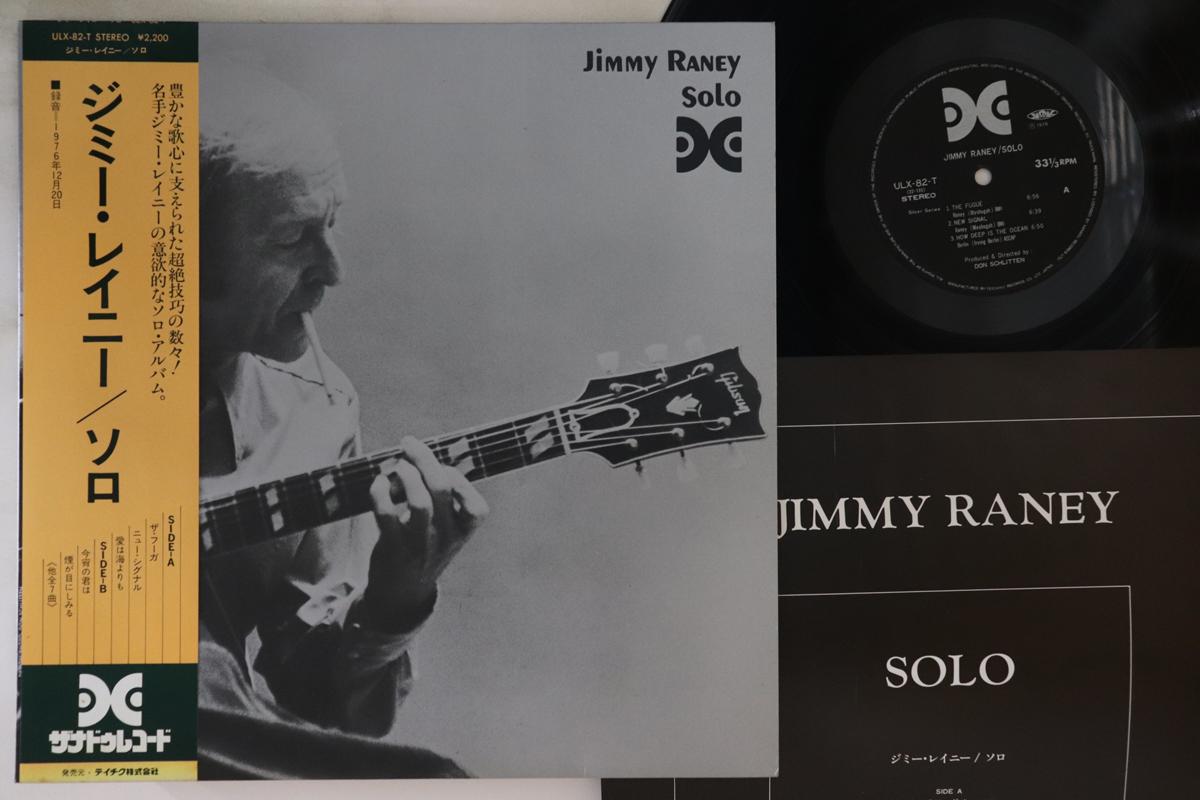 ULX-82-T STEREO ¥2,200
ジミー・レイニー/ソロ
ジミー・レイニー/ソロ
■録音=1976年12月20日
豊かな歌心に支えられた超絶技巧の数々!
名手ジミー・レイニーの意欲的なソロ・アルバム。
SIDE-A
ザ・フーガ
ニュー・シグナル
愛は海よりも
SIDE-B
今宵の君は
煙が目にしみる
〈他全7曲〉
ザナドゥレコード
発売元・テイチク株式会社
JIMMY RANEY
Solo
Gibson
JIMMY RANEY/SOLO
33⅓RPM
ULX-82-T
STEREO
A
Silver Series
1. THE FUGUE 6:56
2. NEW SIGNAL 6:39
3. HOW DEEP IS THE OCEAN 6:50
Berlin (Irving Berlin) ASCAP
Produced & Directed by
DON SCHLITTEN
JIMMY RANEY
SOLO
ジミー・レイニー / ソロ
SIDE A